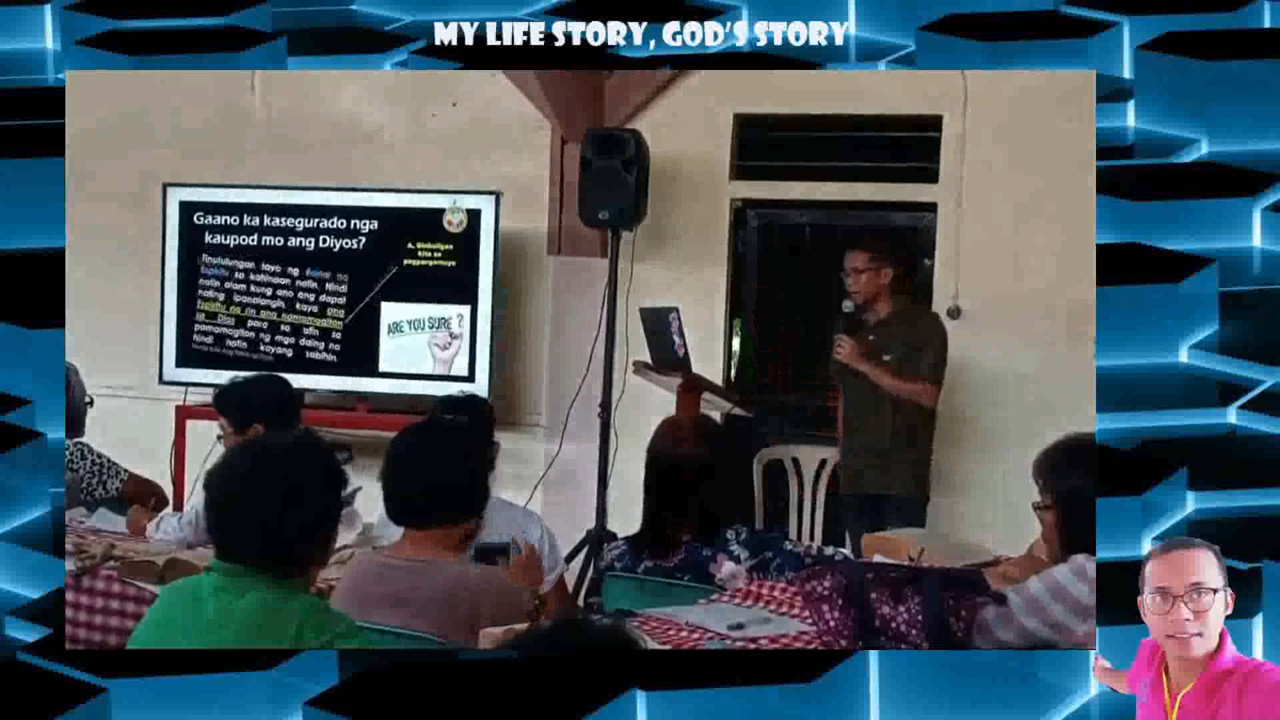 MY LIFE STORY, GOD'S STORY
Gaano ka kasegurado nga
kaupod mo ang Diyos?
A. Ginbuligan
kita sa
pagpangamuyo
Tinutulungan tayo ng Banal na
Espiritu sa kahinaan natin. Hindi
natin alam kung ano ang dapat
nating ipanalangin, kaya ang
Espiritu na rin ang namamagitan
sa Dios para sa atin sa
pamamagitan ng mga daing na
hindi natin kayang sabihin.
ARE YOU SURE ?